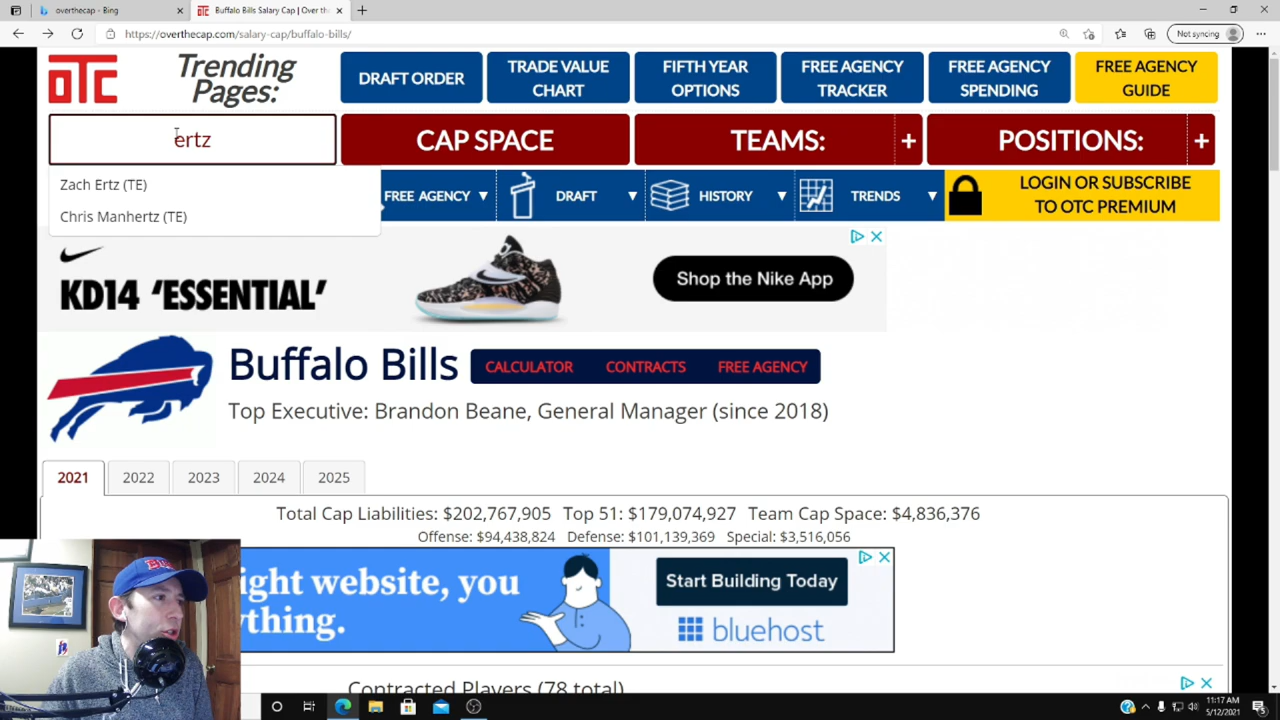 overthecap - Bing
Buffalo Bills Salary Cap | Over th
https://overthecap.com/salary-cap/buffalo-bills/
Not syncing
OTC
Trending
Pages:
DRAFT ORDER
TRADE VALUE
CHART
FIFTH YEAR
OPTIONS
FREE AGENCY
TRACKER
FREE AGENCY
SPENDING
FREE AGENCY
GUIDE
ertz
CAP SPACE
TEAMS:
+
POSITIONS:
+
Zach Ertz (TE)
Chris Manhertz (TE)
FREE AGENCY
DRAFT
HISTORY
TRENDS
LOGIN OR SUBSCRIBE
TO OTC PREMIUM
KD14 ‘ESSENTIAL’
Shop the Nike App
Buffalo Bills
CALCULATOR
CONTRACTS
FREE AGENCY
Top Executive: Brandon Beane, General Manager (since 2018)
2021
2022
2023
2024
2025
Total Cap Liabilities: $202,767,905 Top 51: $179,074,927 Team Cap Space: $4,836,376
Offense: $94,438,824 Defense: $101,139,369 Special: $3,516,056
ight website, you
ything.
Start Building Today
bluehost
Contracted Players (78 total)
11:17 AM
5/12/2021